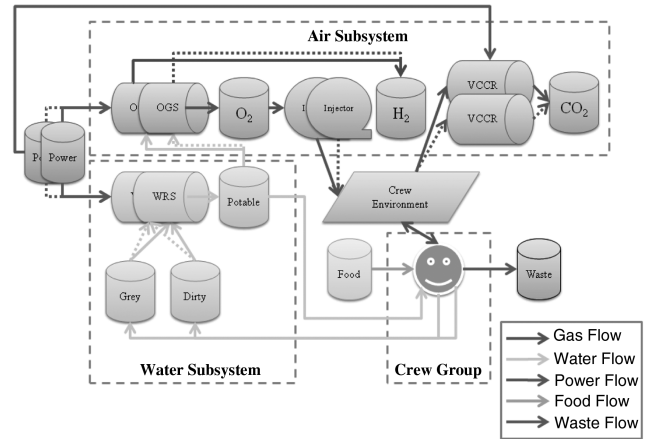 Air Subsystem
VCCR
OGS
O2
Injector
H2
VCCR
CO2
Power
Crew
Environment
WRS
Potable
Food
Waste
Grey
Dirty
Water Subsystem
Crew Group
Gas Flow
Water Flow
Power Flow
Food Flow
Waste Flow